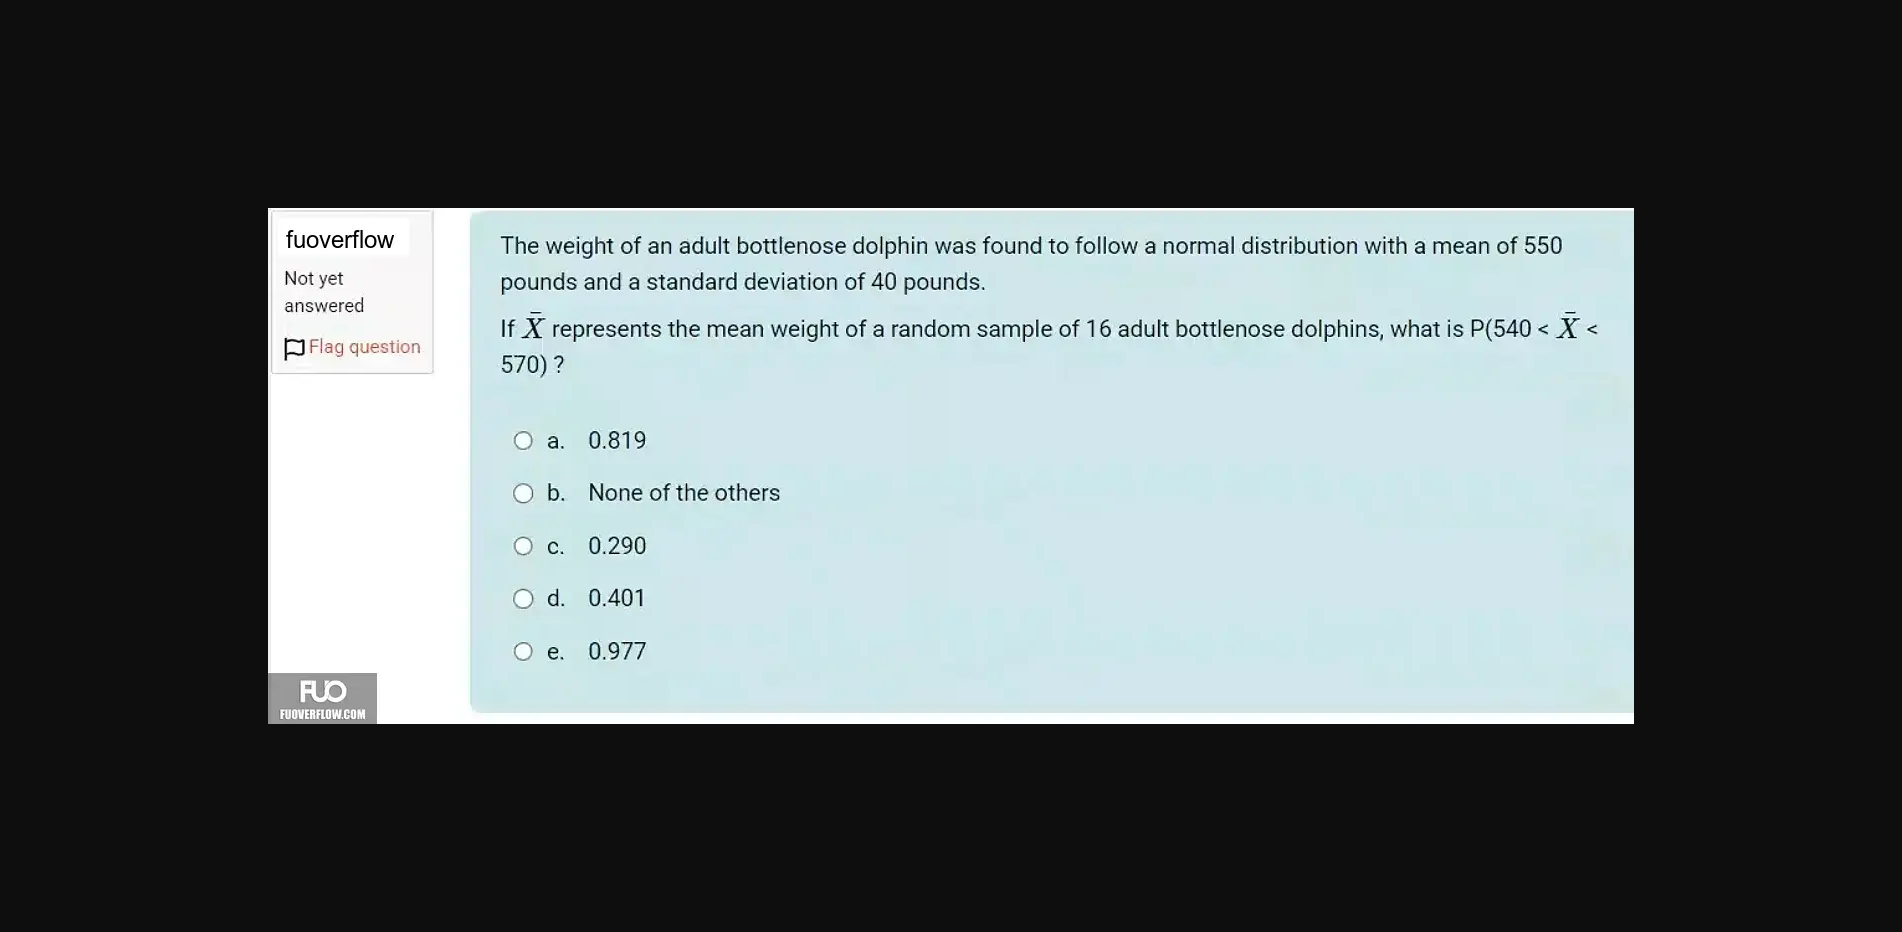 fuoverflow
Not yet
answered
Flag question
The weight of an adult bottlenose dolphin was found to follow a normal distribution with a mean of 550
pounds and a standard deviation of 40 pounds.
If X̄ represents the mean weight of a random sample of 16 adult bottlenose dolphins, what is P(540 < X̄ <
570) ?
a. 0.819
b. None of the others
c. 0.290
d. 0.401
e. 0.977
FUO
FUOVERFLOW.COM